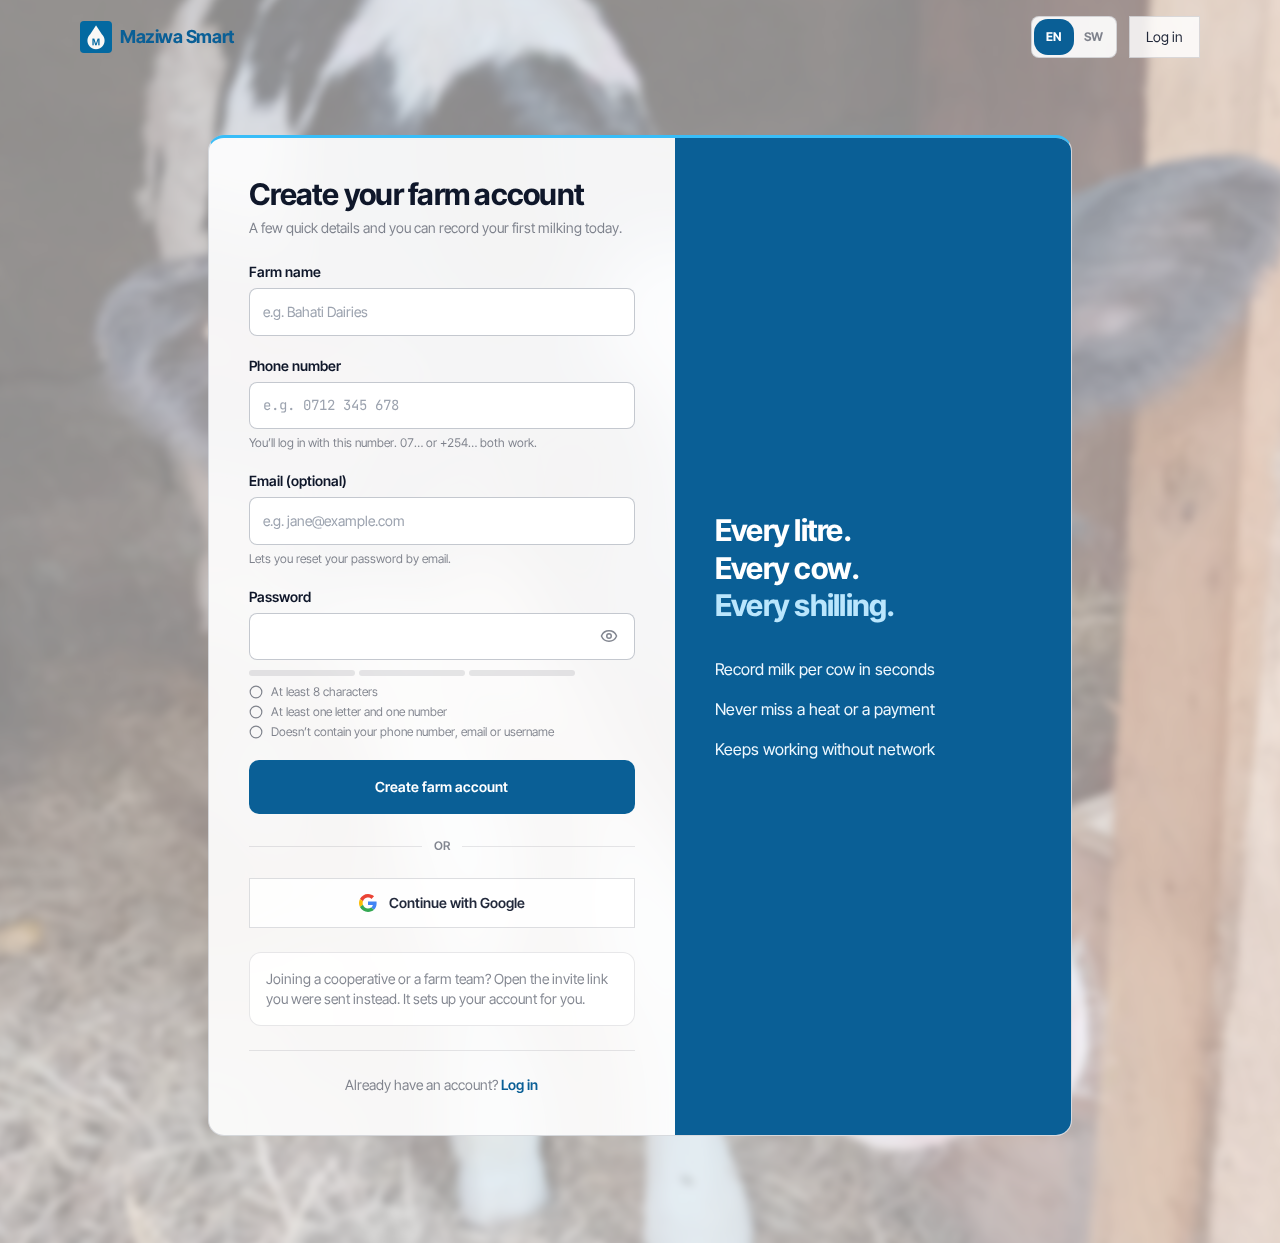 M
Maziwa Smart
EN
SW
Log in
Create your farm account
A few quick details and you can record your first milking today.
Farm name
e.g. Bahati Dairies
Phone number
e.g. 0712 345 678
You'll log in with this number. 07… or +254… both work.
Email (optional)
e.g. jane@example.com
Lets you reset your password by email.
Password
At least 8 characters
At least one letter and one number
Doesn't contain your phone number, email or username
Create farm account
OR
Continue with Google
Joining a cooperative or a farm team? Open the invite link
you were sent instead. It sets up your account for you.
Already have an account? Log in
Every litre.
Every cow.
Every shilling.
Record milk per cow in seconds
Never miss a heat or a payment
Keeps working without network